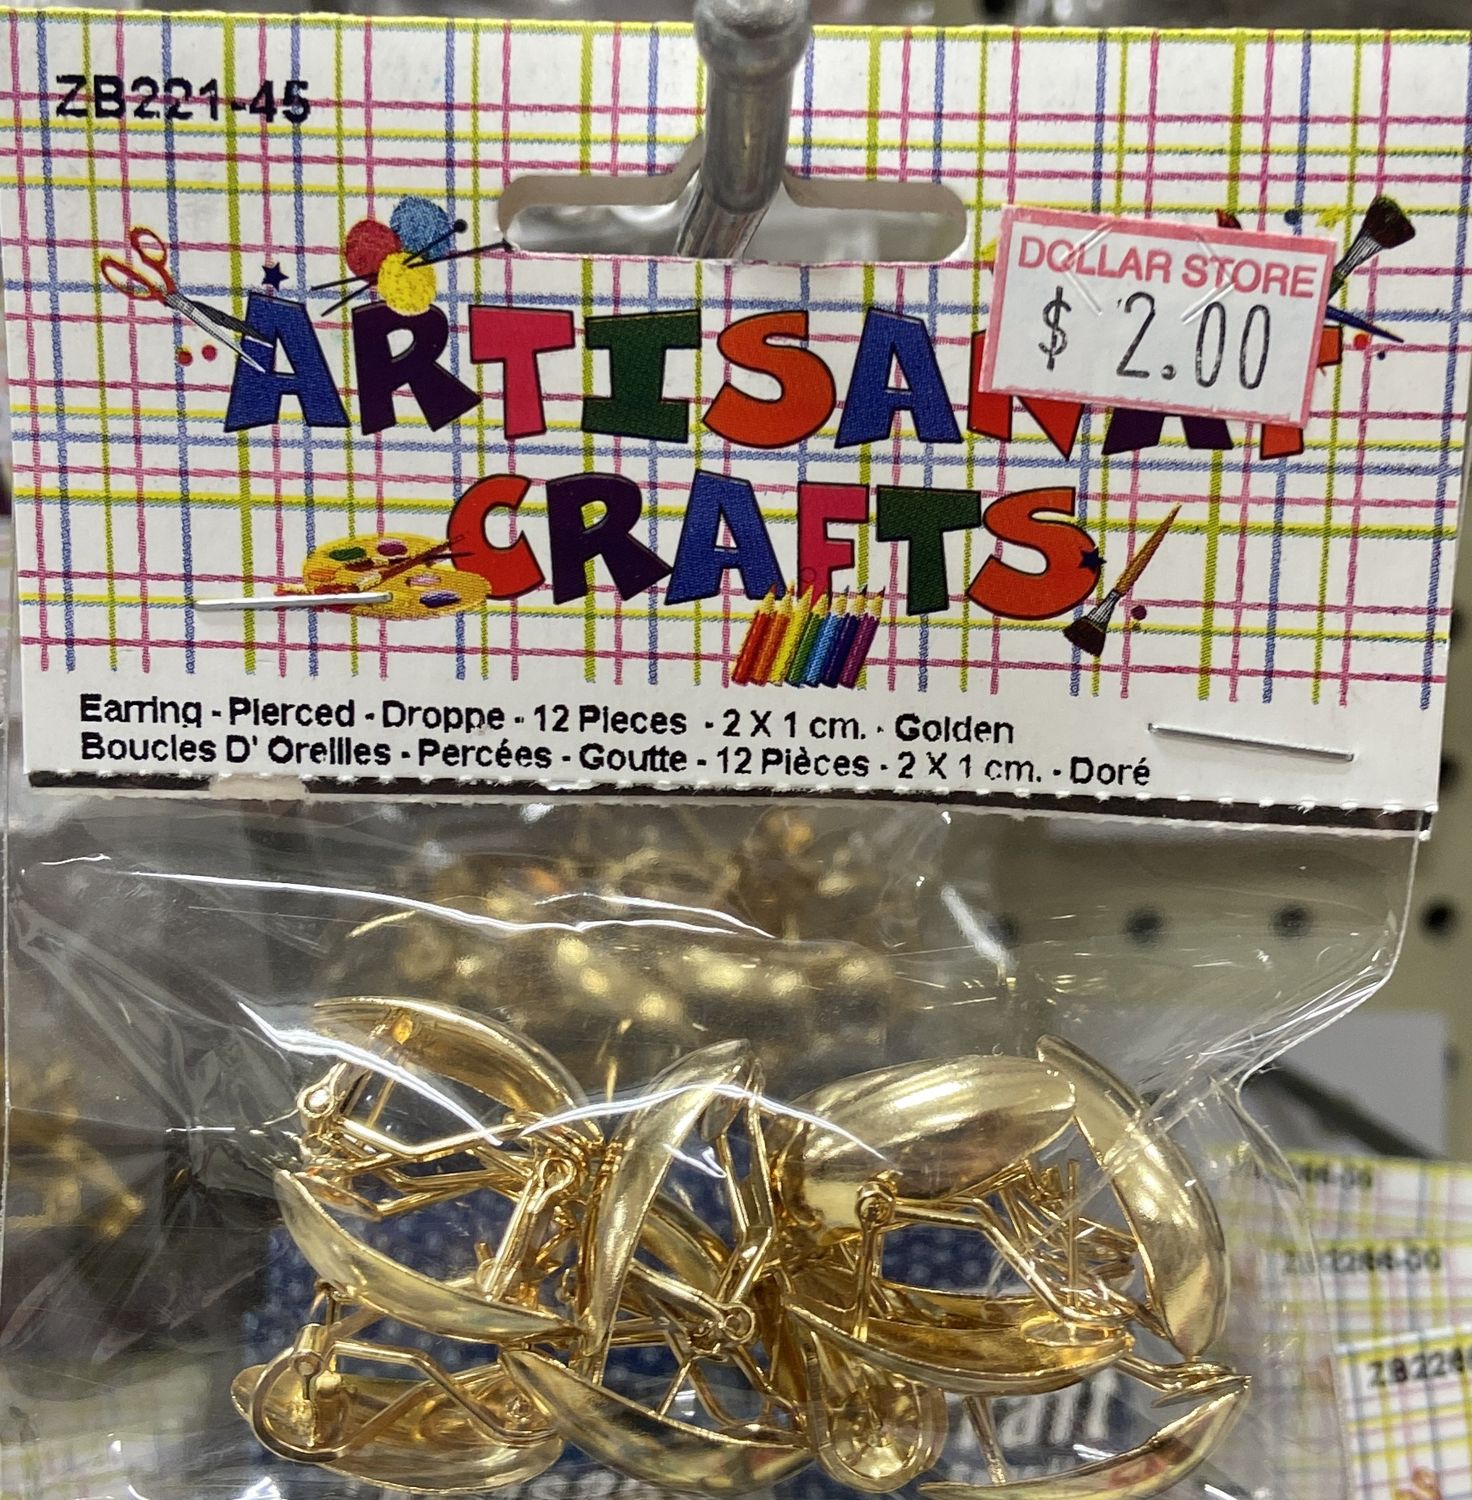 ZB221-45
DOLLAR STORE
$ 2.00
ARTISANAT
CRAFTS
Earring - Pierced - Droppe - 12 Pieces - 2 X 1 cm. - Golden
Boucles D' Oreilles - Percées - Goutte - 12 Pièces - 2 X 1 cm. - Doré